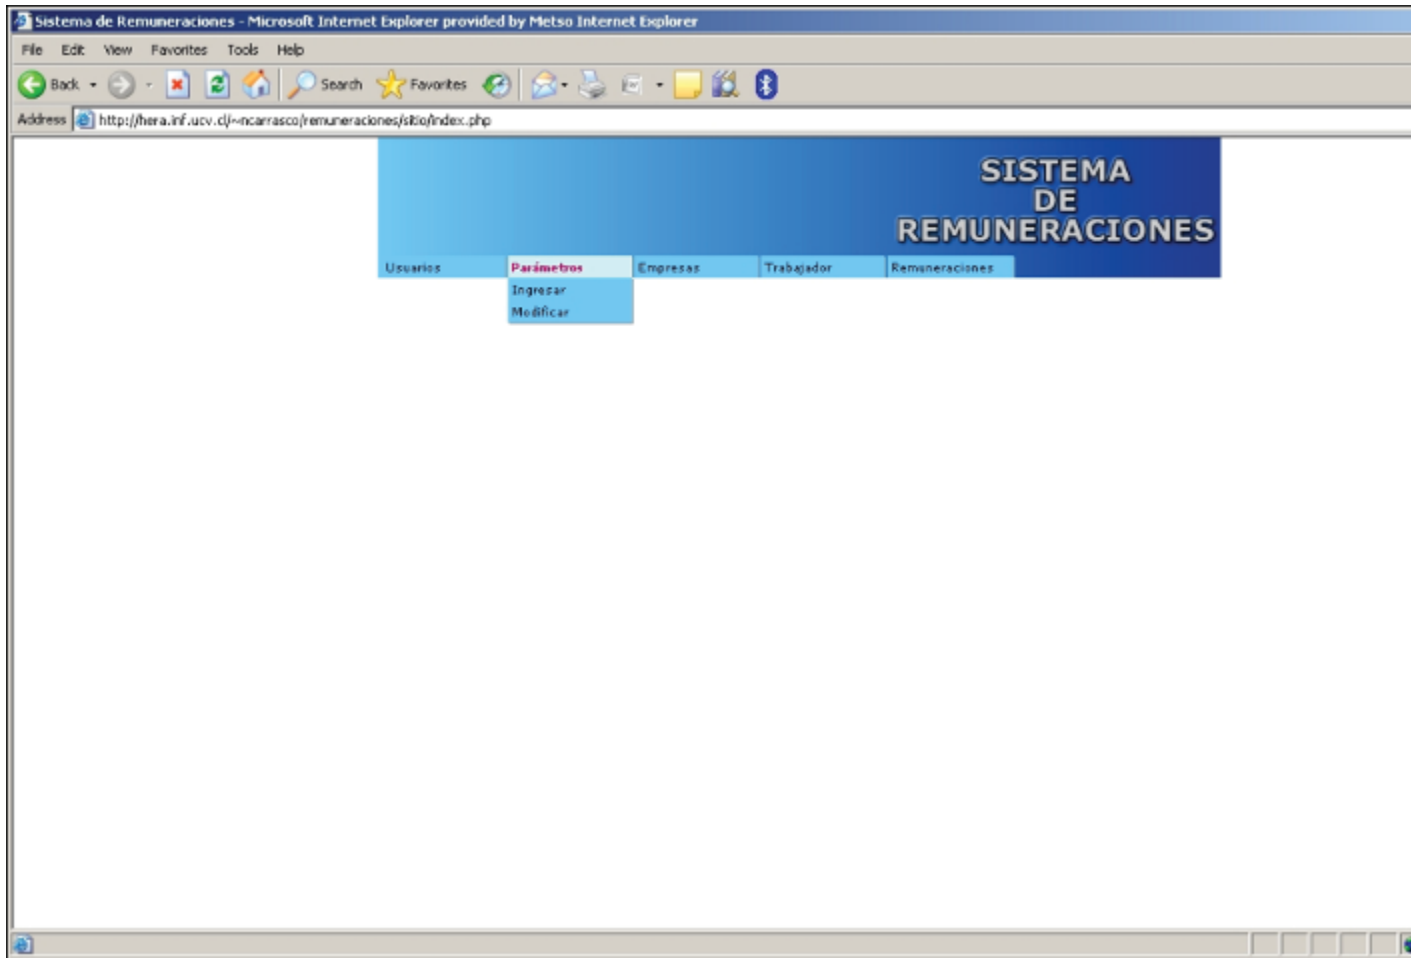 Sistema de Remuneraciones - Microsoft Internet Explorer provided by Metso Internet Explorer
File Edit View Favorites Tools Help
Back Search Favorites
Address http://hera.inf.ucv.cl/~ncarrasco/remuneraciones/sitio/index.php
SISTEMA
DE
REMUNERACIONES
Usuarios Parámetros Empresas Trabajador Remuneraciones
Ingresar
Modificar